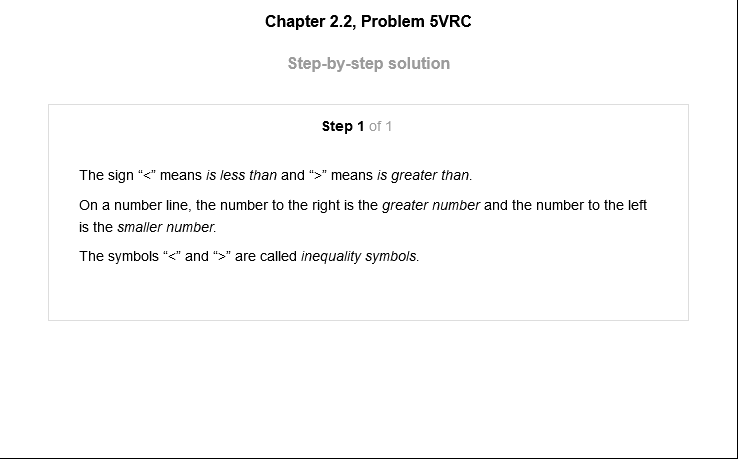 Chapter 2.2, Problem 5VRC
Step-by-step solution
Step 1 of 1
The sign “<” means is less than and “>” means is greater than.
On a number line, the number to the right is the greater number and the number to the left
is the smaller number.
The symbols “<” and “>” are called inequality symbols.